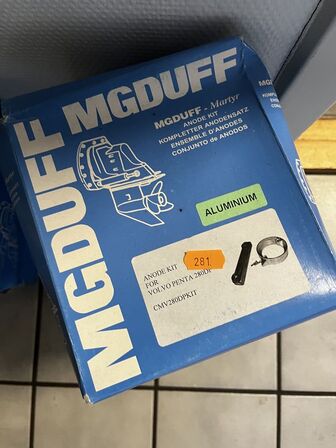 MGDUFF
MGDUFF
MGDUFF - Martyr
ANODE KIT
KOMPLETTER ANODENSATZ
ENSEMBLE D'ANODES
CONJUNTO de ANODOS
ALUMINIUM
281
ANODE KIT
FOR
VOLVO PENTA 280DP
CMV280DPKIT